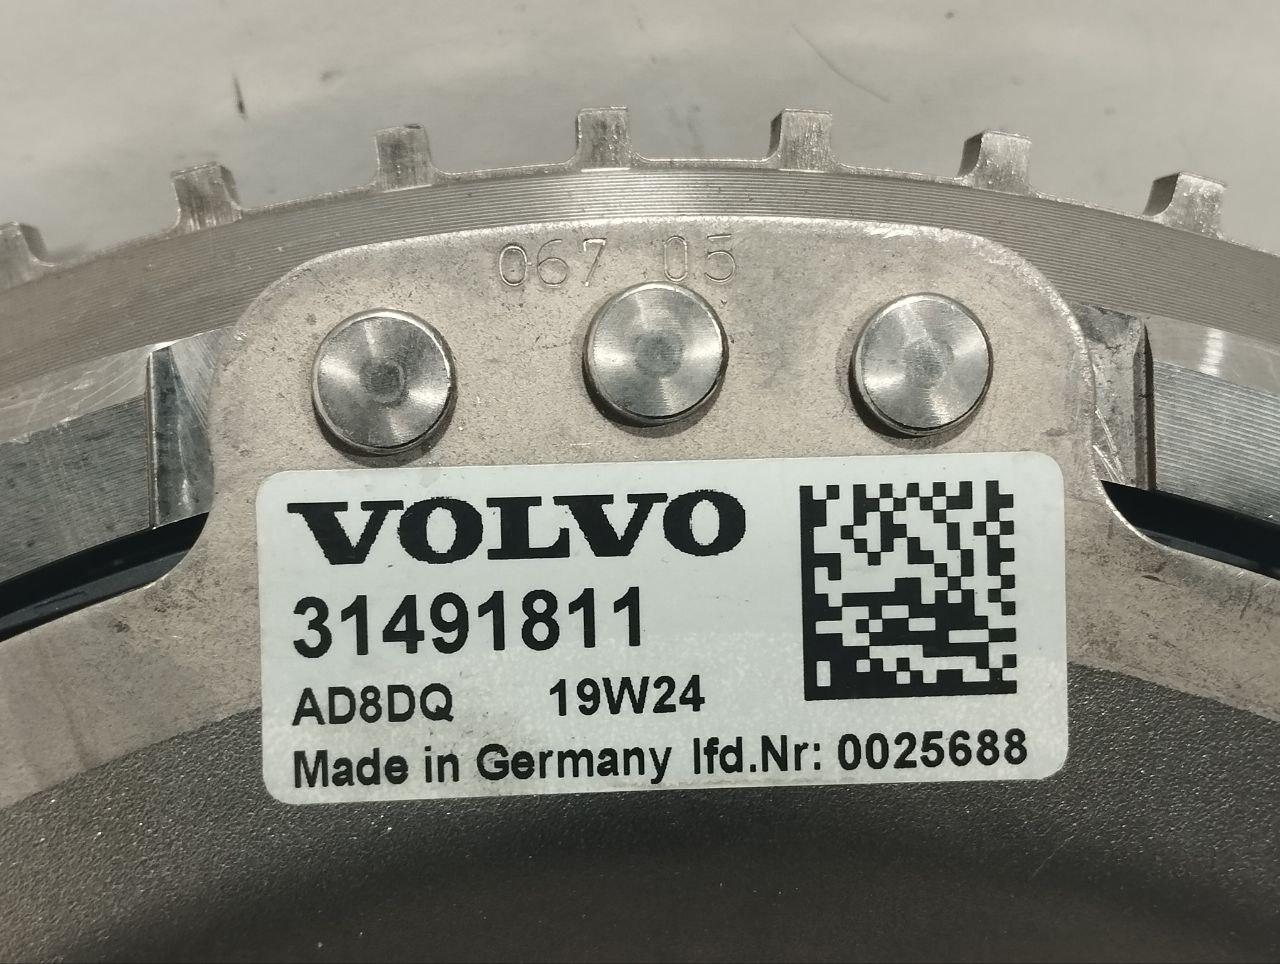 067 05
VOLVO
31491811
AD8DQ 19W24
Made in Germany lfd.Nr: 0025688